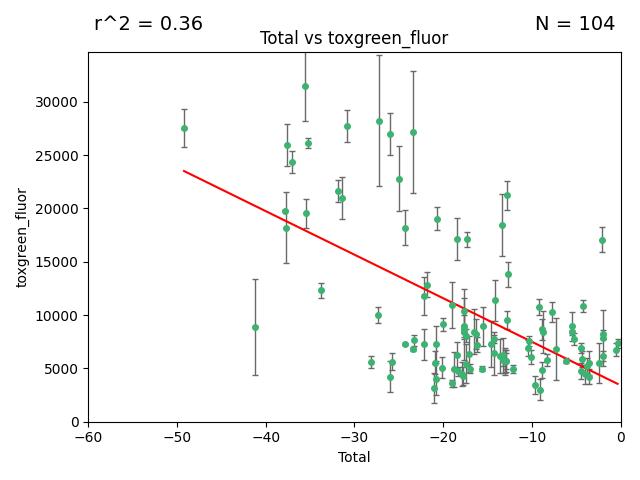 r^2 = 0.36
N = 104
Total vs toxgreen_fluor
30000
25000
20000
15000
10000
5000
0
toxgreen_fluor
−60
−50
−40
−30
−20
−10
0
Total